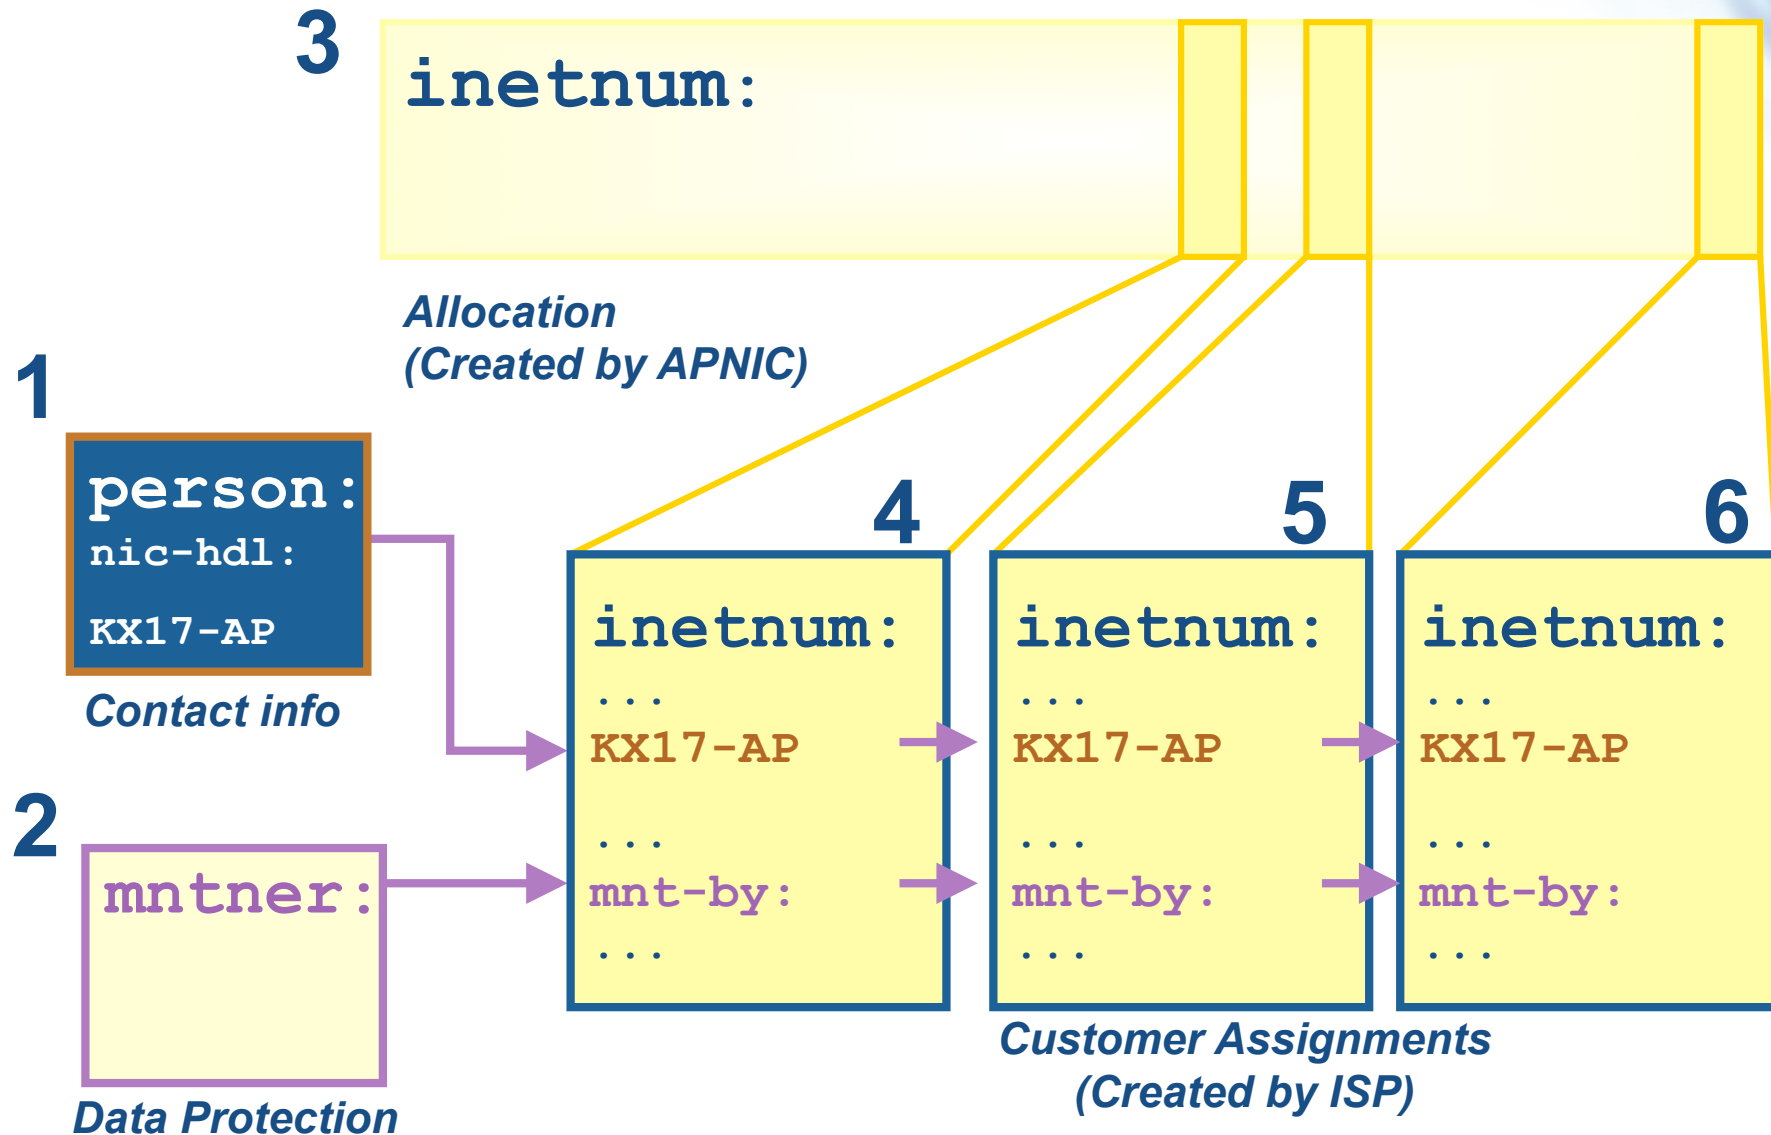 3
inetnum:
Allocation
(Created by APNIC)
1
person:
nic-hdl:
KX17-AP
Contact info
2
mntner:
Data Protection
4
inetnum:
...
KX17-AP
...
mnt-by:
...
5
inetnum:
...
KX17-AP
...
mnt-by:
...
6
inetnum:
...
KX17-AP
...
mnt-by:
...
Customer Assignments
(Created by ISP)